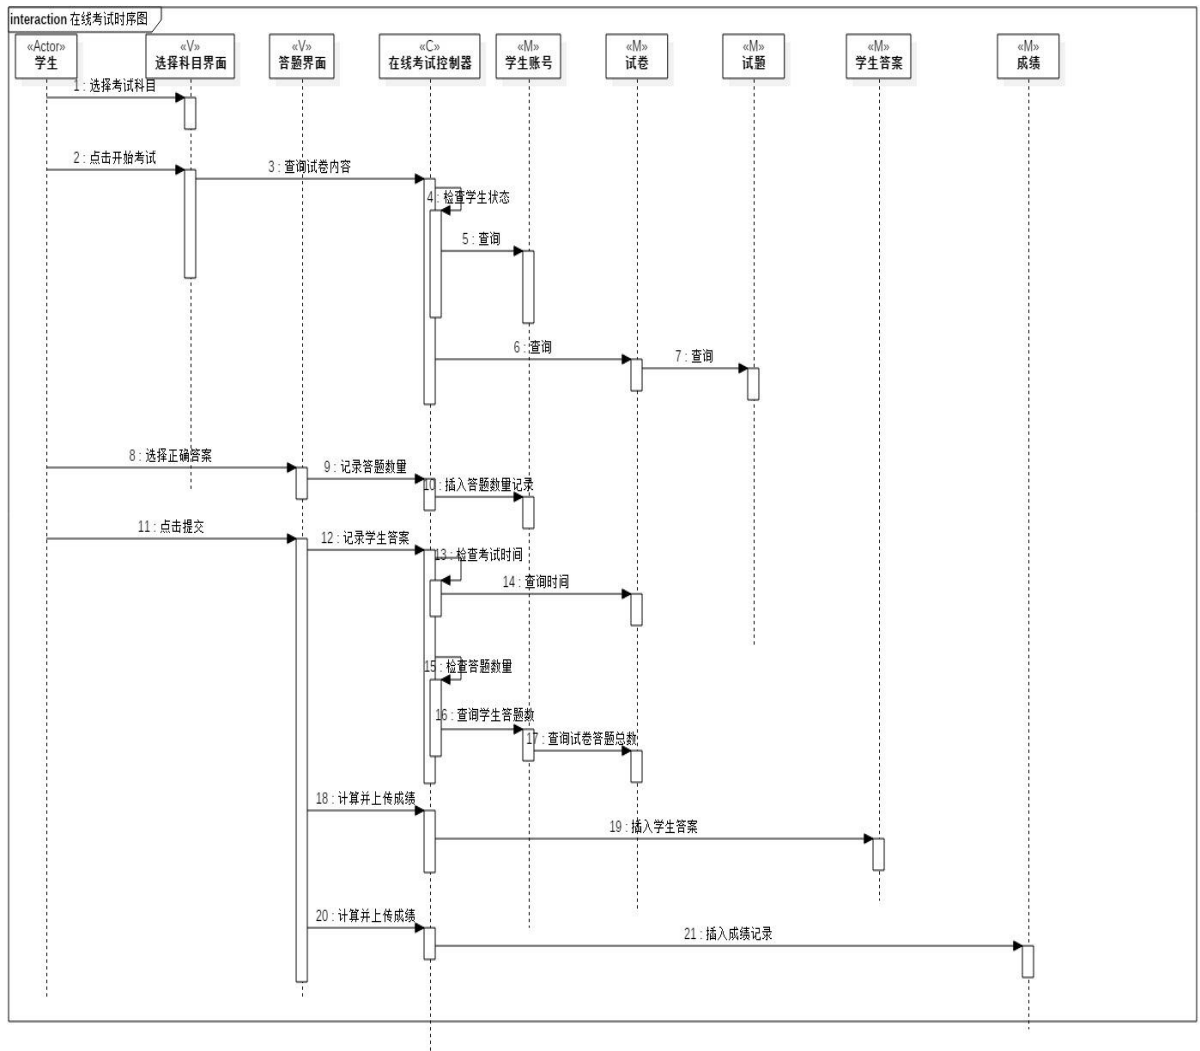 interaction 在线考试时序图
«Actor»
学生
«V»
选择科目界面
«V»
答题界面
«C»
在线考试控制器
«M»
学生账号
«M»
试卷
«M»
试题
«M»
学生答案
«M»
成绩
1 : 选择考试科目
2 : 点击开始考试
3 : 查询试卷内容
4 : 检查学生状态
5 : 查询
6 : 查询
7 : 查询
8 : 选择正确答案
9 : 记录答题数量
10 : 插入答题数量记录
11 : 点击提交
12 : 记录学生答案
13 : 检查考试时间
14 : 查询时间
15 : 检查答题数量
16 : 查询学生答题数
17 : 查询试卷答题总数
18 : 计算并上传成绩
19 : 插入学生答案
20 : 计算并上传成绩
21 : 插入成绩记录